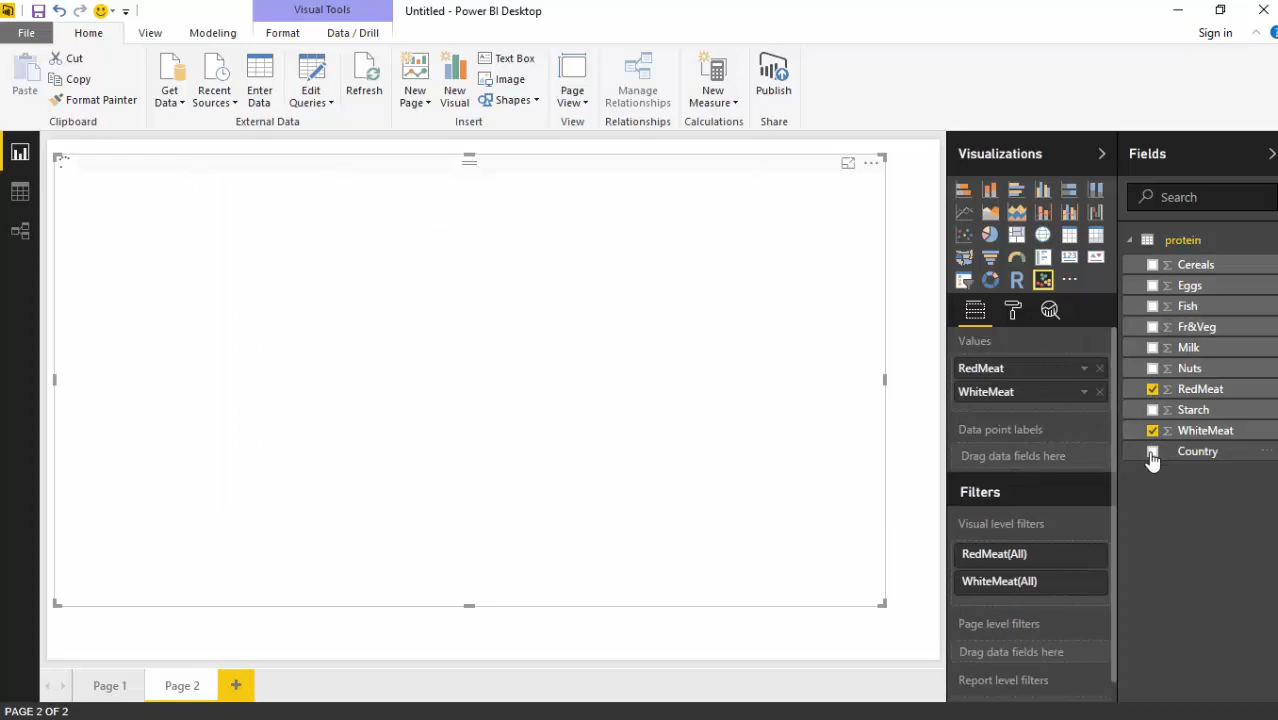 Visual Tools
Untitled - Power BI Desktop
File
Home
View
Modeling
Format
Data / Drill
Sign in
Paste
Cut
Copy
Format Painter
Clipboard
Get Data
Recent Sources
Enter Data
Edit Queries
Refresh
External Data
New Page
New Visual
Text Box
Image
Shapes
Insert
Page View
View
Manage Relationships
Relationships
New Measure
Calculations
Publish
Share
Visualizations
R
Values
RedMeat
WhiteMeat
Data point labels
Drag data fields here
Filters
Visual level filters
RedMeat(All)
WhiteMeat(All)
Page level filters
Drag data fields here
Report level filters
Fields
Search
protein
Σ Cereals
Σ Eggs
Σ Fish
Σ Fr&Veg
Σ Milk
Σ Nuts
Σ RedMeat
Σ Starch
Σ WhiteMeat
Country
Page 1
Page 2
PAGE 2 OF 2